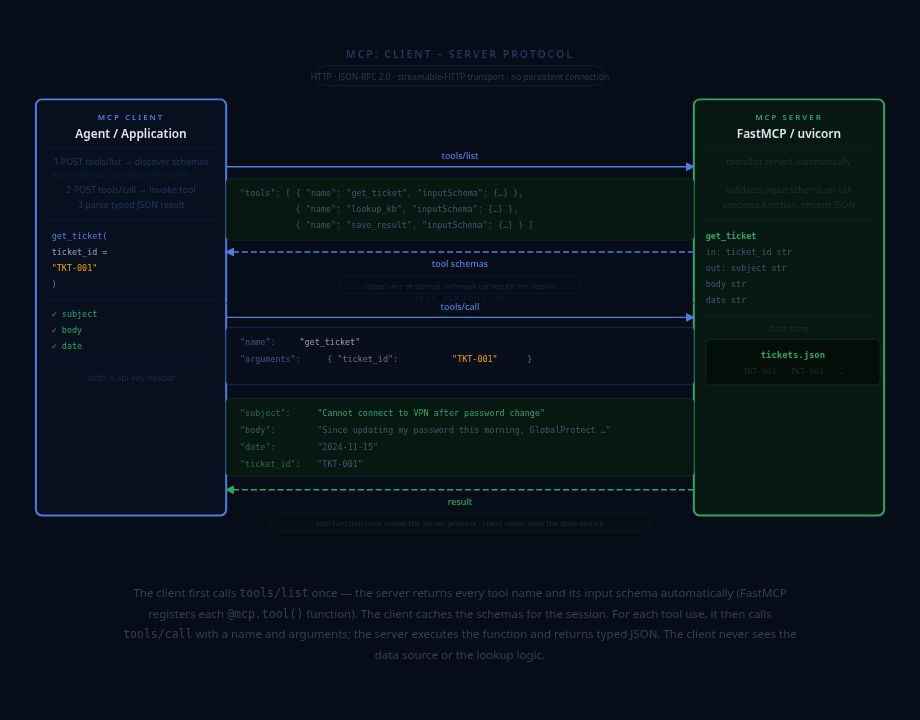 MCP: CLIENT – SERVER PROTOCOL
HTTP · JSON-RPC 2.0 · streamable-HTTP transport · no persistent connection
MCP CLIENT
Agent / Application
1 POST tools/list → discover schemas
2 POST tools/call → invoke tool
3 parse typed JSON result
get_ticket(
ticket_id =
"TKT-001"
)
✓ subject
✓ body
✓ date
auth: x-api-key header
tools/list
"tools": [ { "name": "get_ticket", "inputSchema": {…} },
{ "name": "lookup_kb", "inputSchema": {…} },
{ "name": "save_result", "inputSchema": {…} } ]
tool schemas
called once at startup · schemas cached for the session
THEN, PER TOOL USE
tools/call
"name": "get_ticket"
"arguments": { "ticket_id": "TKT-001" }
"subject": "Cannot connect to VPN after password change"
"body": "Since updating my password this morning, GlobalProtect …"
"date": "2024-11-15"
"ticket_id": "TKT-001"
result
tool function runs inside the server process · client never sees the data source
MCP SERVER
FastMCP / uvicorn
tools/list served automatically
validates input schema on call
executes function, returns JSON
get_ticket
in: ticket_id str
out: subject str
body str
date str
data store
tickets.json
TKT-001 · TKT-002 · …
The client first calls tools/list once — the server returns every tool name and its input schema automatically (FastMCP
registers each @mcp.tool() function). The client caches the schemas for the session. For each tool use, it then calls
tools/call with a name and arguments; the server executes the function and returns typed JSON. The client never sees the
data source or the lookup logic.